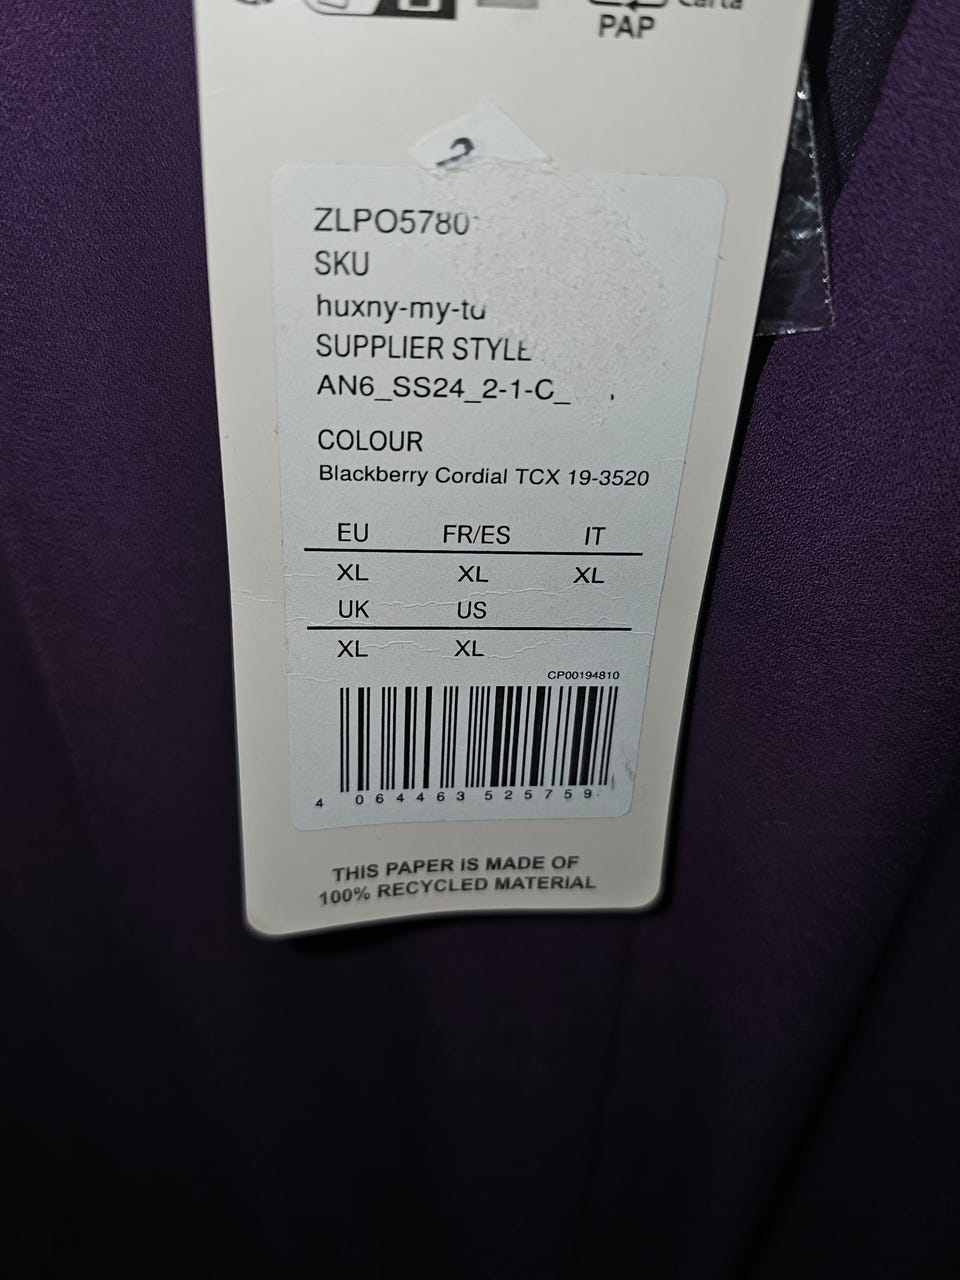 Carta
PAP
2
ZLPO5780
SKU
huxny-my-tu
SUPPLIER STYLE
AN6_SS24_2-1-C_
COLOUR
Blackberry Cordial TCX 19-3520
EU FR/ES IT
XL XL XL
UK US
XL XL
CP00194810
4 064463 525759
THIS PAPER IS MADE OF
100% RECYCLED MATERIAL